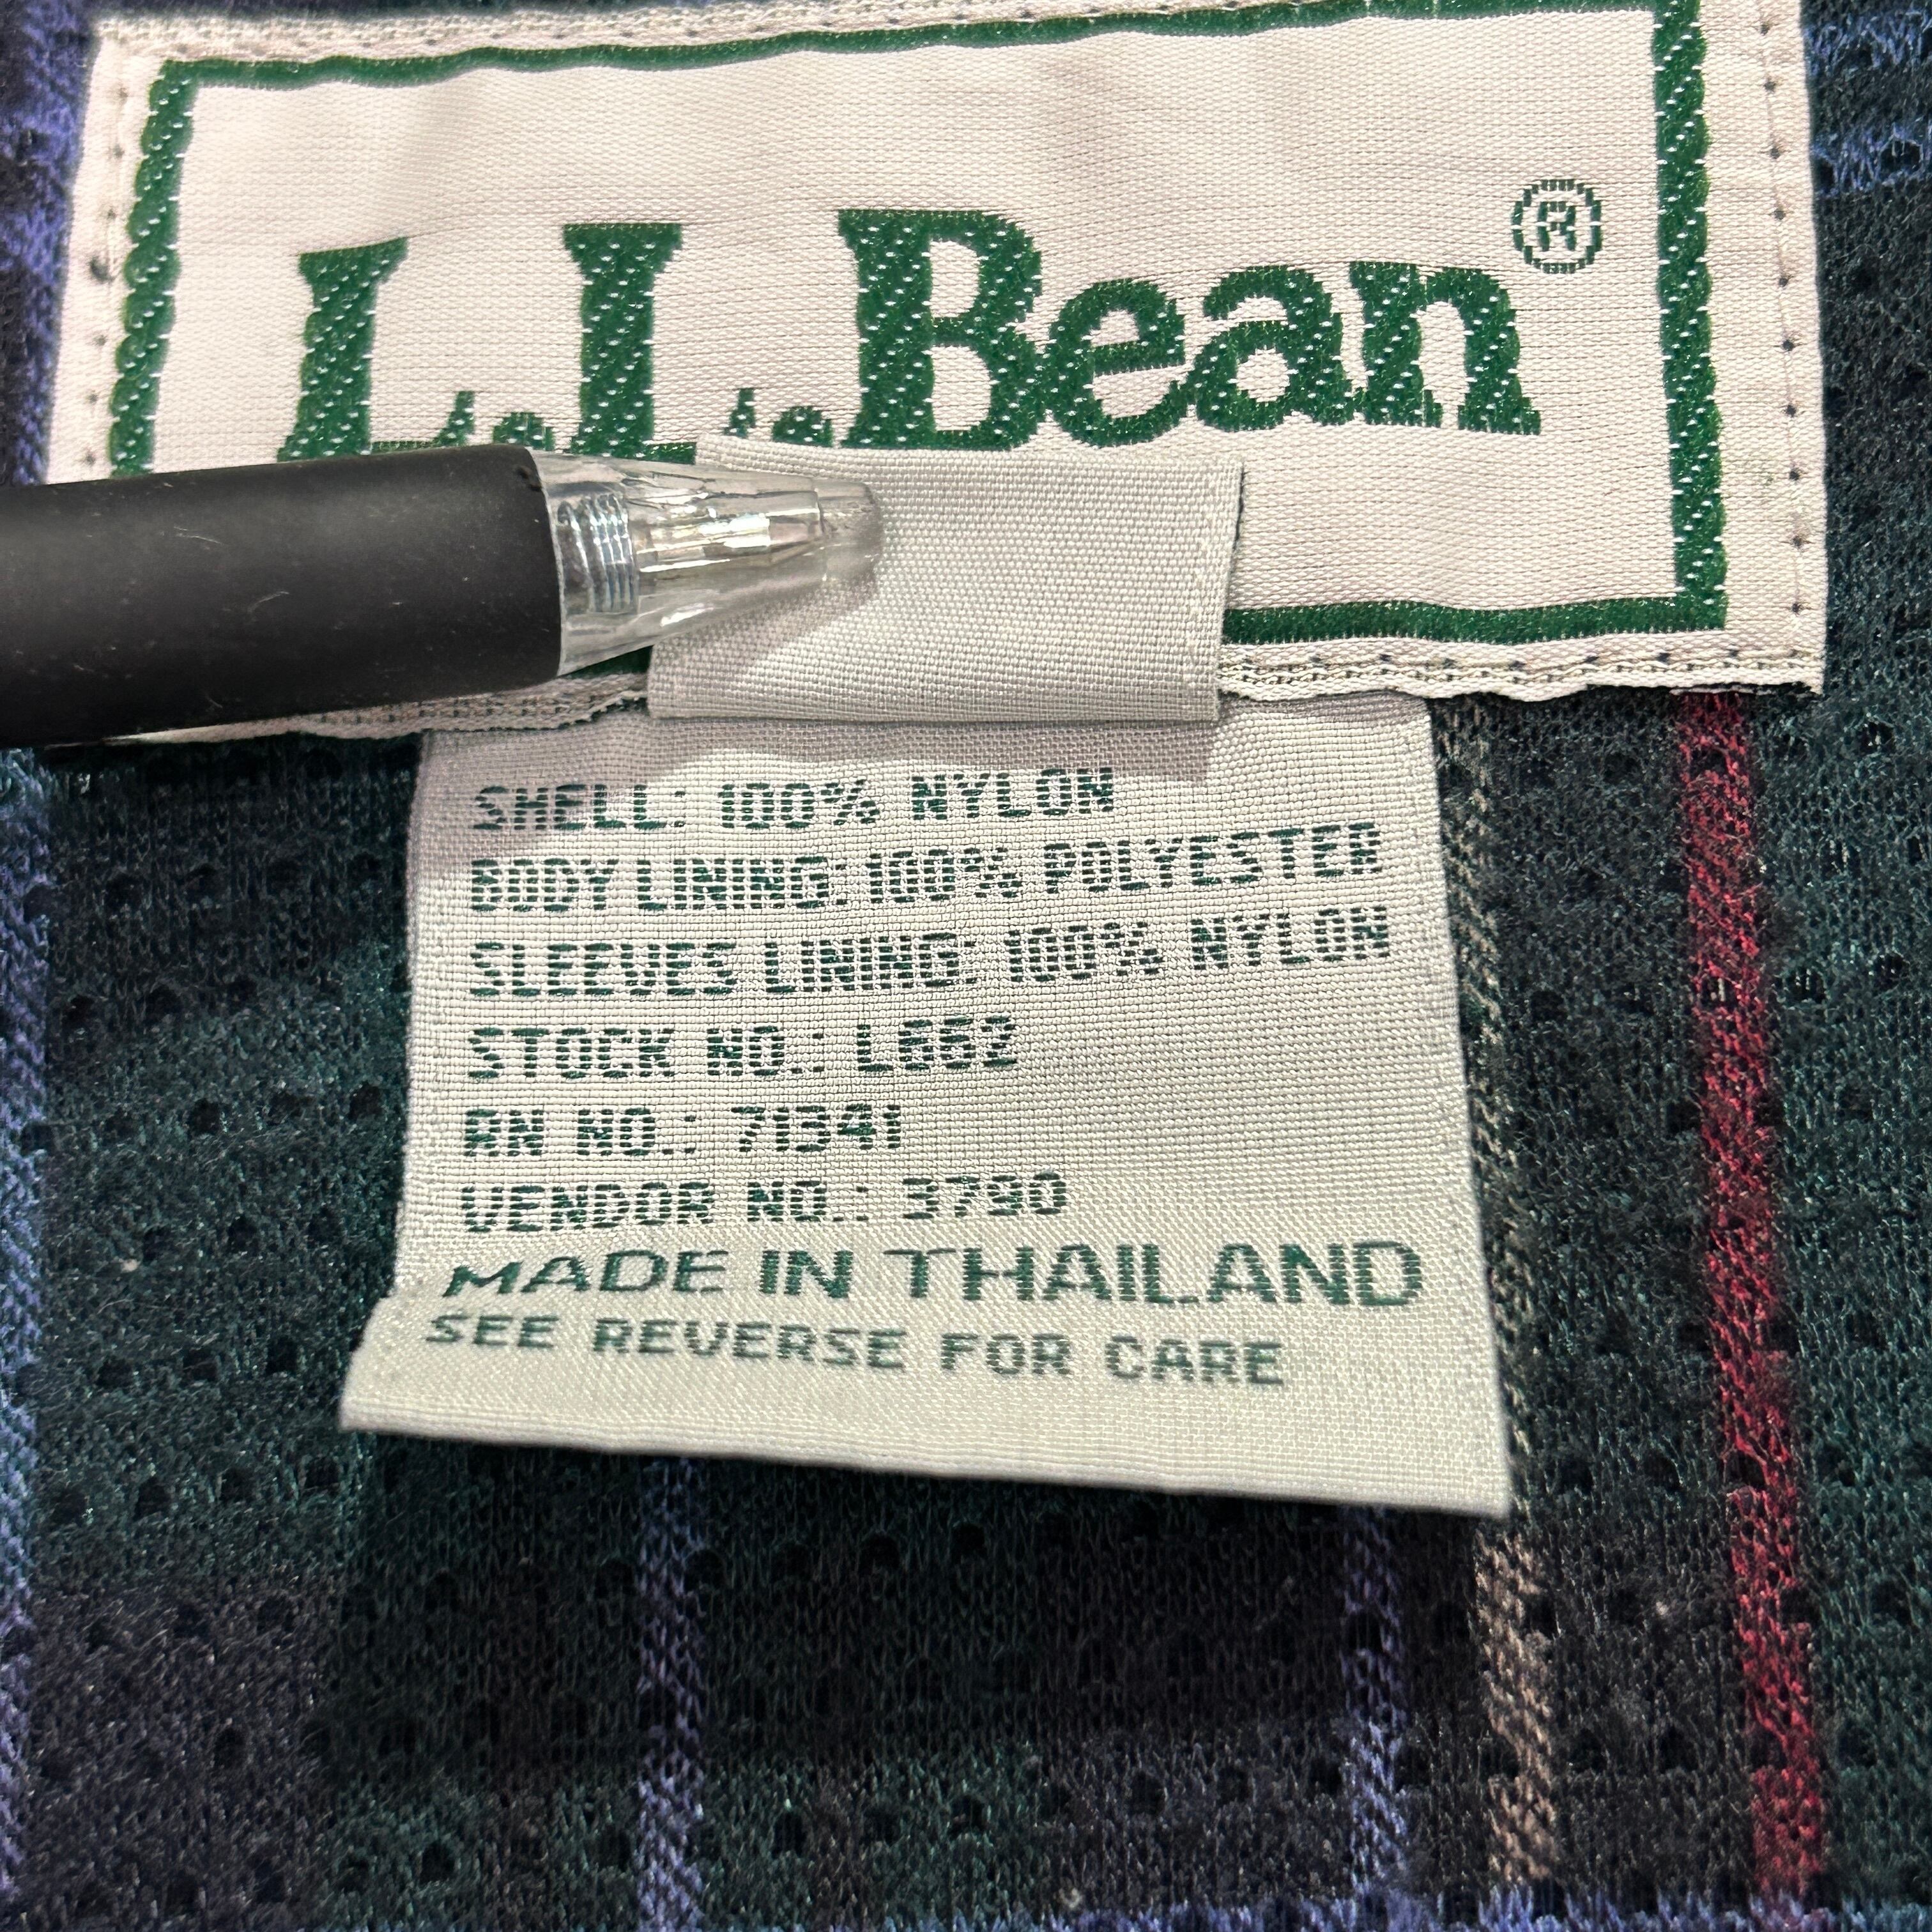 L.L.Bean®
SHELL: 100% NYLON
BODY LINING: 100% POLYESTER
SLEEVES LINING: 100% NYLON
STOCK NO.: L662
RN NO.: 71341
VENDOR NO.: 3790
MADE IN THAILAND
SEE REVERSE FOR CARE